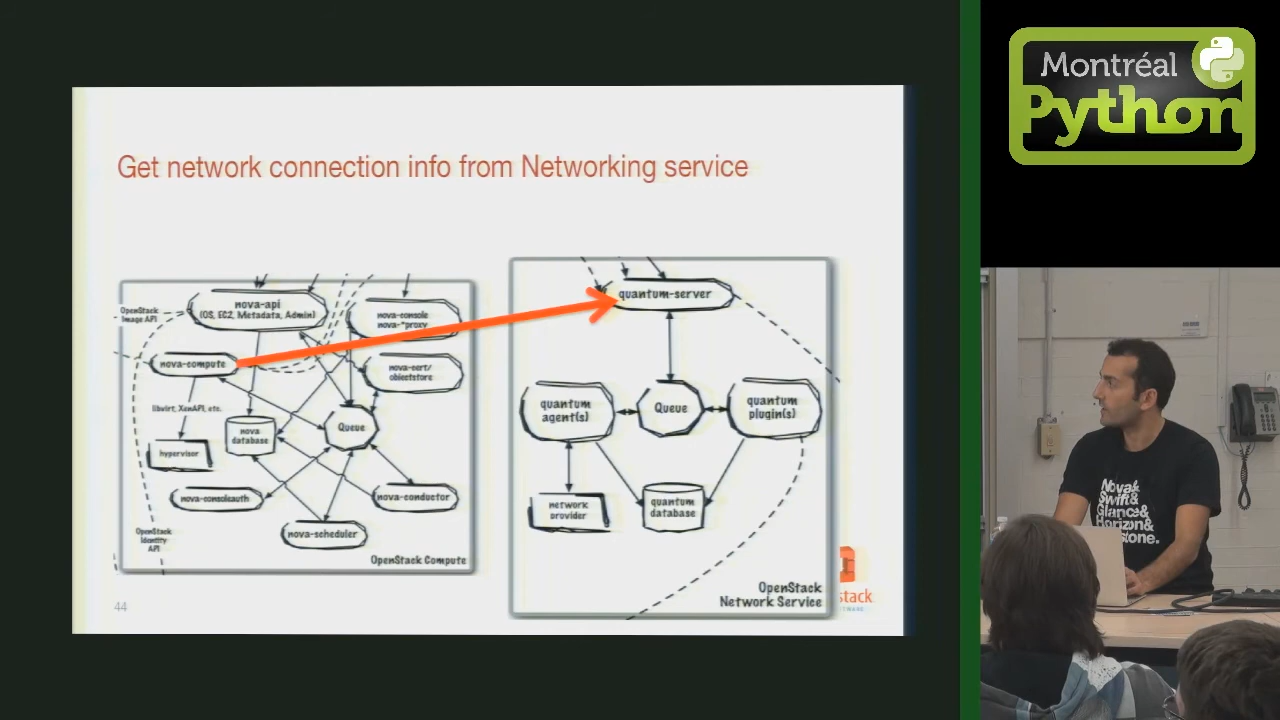 Get network connection info from Networking service
nova-api
(OS, EC2, Metadata, Admin)
OpenStack
Image API
nova-console
nova-*proxy
nova-compute
nova-cert/
objectstore
libvirt, XenAPI, etc.
nova
database
Queue
hypervisor
nova-consoleauth
nova-conductor
nova-scheduler
OpenStack
Identity
API
OpenStack Compute
quantum-server
quantum
agent(s)
Queue
quantum
plugin(s)
network
provider
quantum
database
OpenStack
Network Service
stack
44
Montréal
Python
Nova&
Swift&
Glance&
Horizon&
stone.